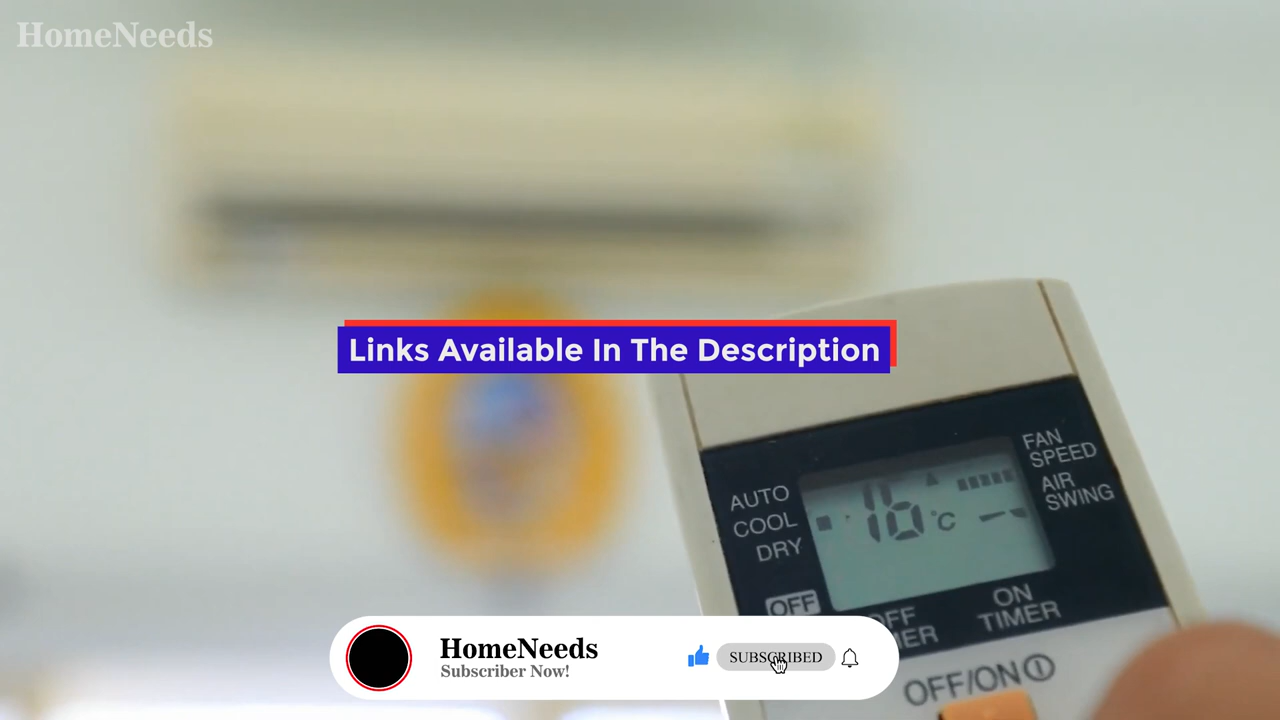 HomeNeeds
Links Available In The Description
FAN
SPEED
AIR
SWING
AUTO
COOL
DRY
16 °C
OFF
ON
TIMER
OFF/ON
HomeNeeds
Subscriber Now!
SUBSCRIBED